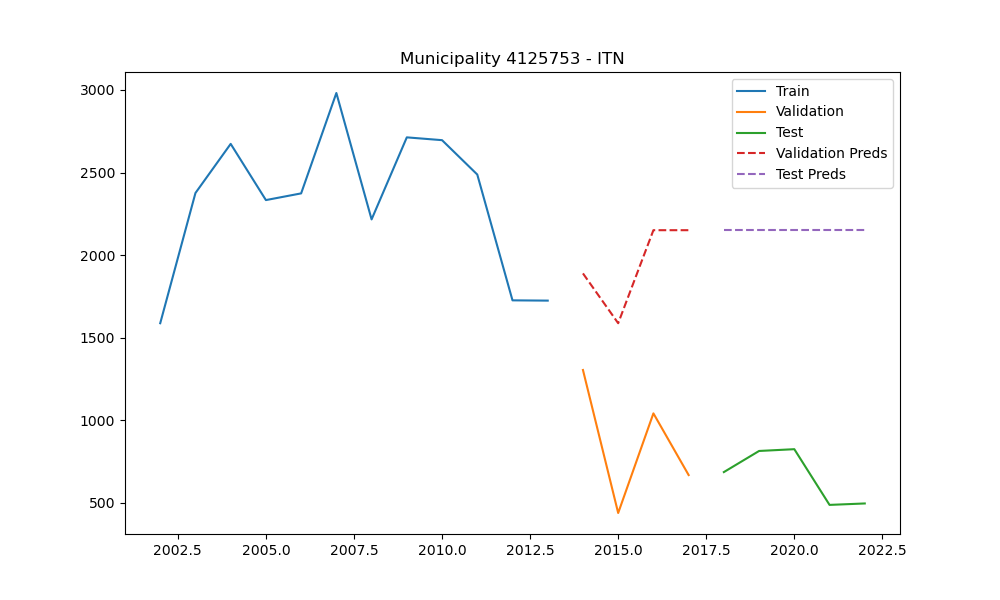 Municipality 4125753 - ITN
3000
2500
2000
1500
1000
500
2002.5 2005.0 2007.5 2010.0 2012.5 2015.0 2017.5 2020.0 2022.5
Train
Validation
Test
Validation Preds
Test Preds